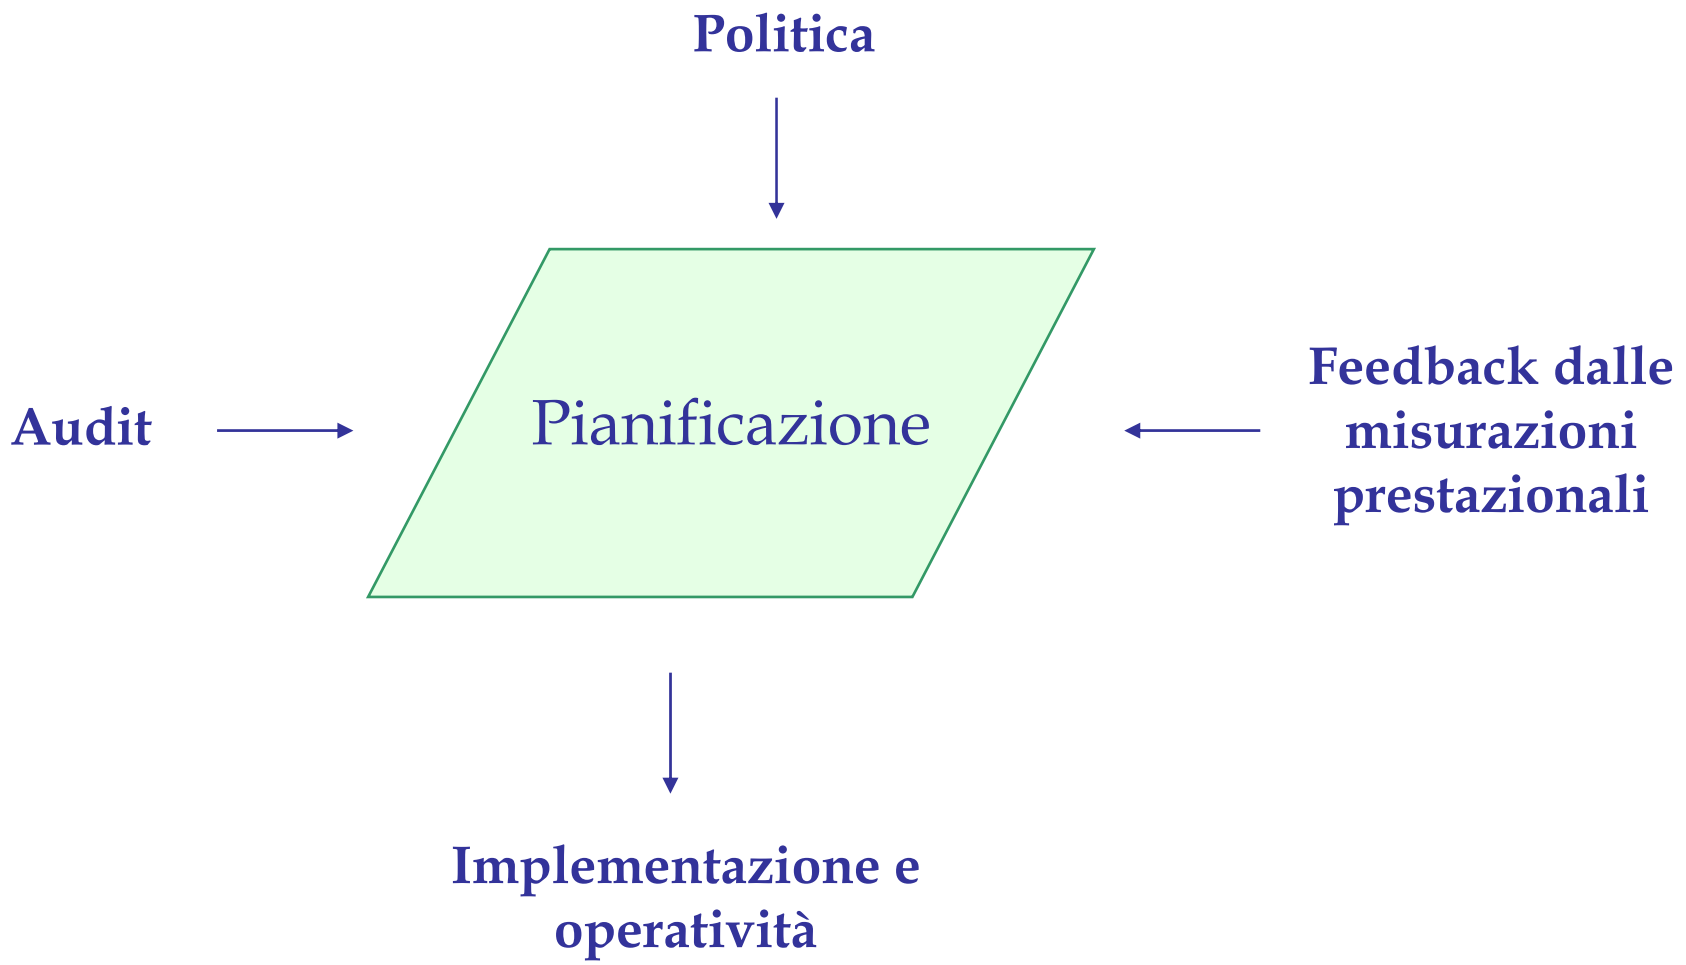 Politica
Audit
Pianificazione
Feedback dalle
misurazioni
prestazionali
Implementazione e
operatività